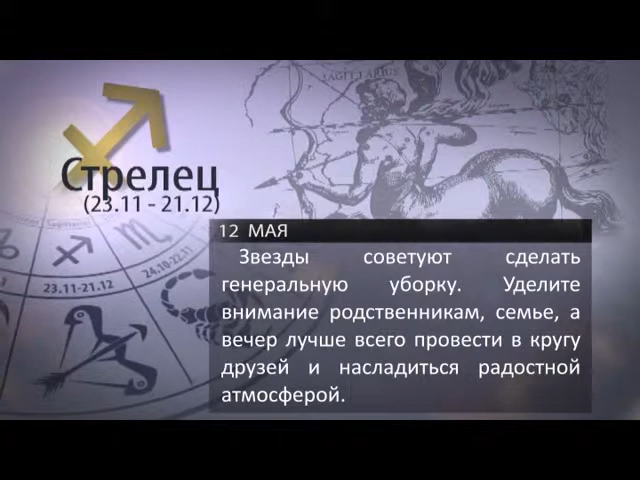 SAGITTARIUS
Стрелец
(23.11 - 21.12)
12 МАЯ
Звезды советуют сделать
генеральную уборку. Уделите
внимание родственникам, семье, а
вечер лучше всего провести в кругу
друзей и насладиться радостной
атмосферой.
24.10-22.11
23.11-21.12